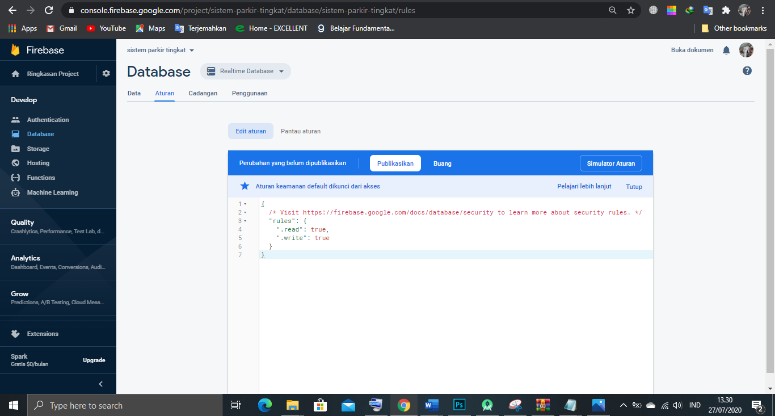 console.firebase.google.com/project/sistem-parkir-tingkat/database/sistem-parkir-tingkat/rules
Apps Gmail YouTube Maps Terjemahkan Home - EXCELLENT Belajar Fundamenta... Other bookmarks
Firebase
sistem parkir tingkat
Buka dokumen
Ringkasan Project
Database
Realtime Database
Data Aturan Cadangan Penggunaan
Develop
Authentication
Database
Storage
Hosting
Functions
Machine Learning
Quality
Crashlytics, Performance, Test Lab, d...
Analytics
Dashboard, Events, Conversions, Audi...
Grow
Predictions, A/B Testing, Cloud Mess...
Extensions
Spark
Gratis $0/bulan
Upgrade
Edit aturan Pantau aturan
Perubahan yang belum dipublikasikan Publikasikan Buang Simulator Aturan
Aturan keamanan default dikunci dari akses Pelajari lebih lanjut Tutup
1 {
2 /* Visit https://firebase.google.com/docs/database/security to learn more about security rules. */
3 "rules": {
4 ".read": true,
5 ".write": true
6 }
7 }
Type here to search
IND
13.30
27/07/2020
2